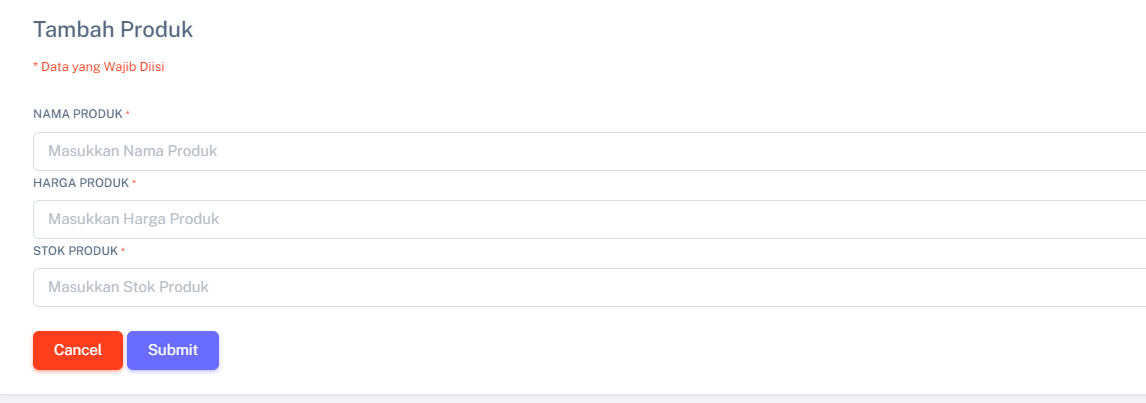 Tambah Produk
* Data yang Wajib Diisi
NAMA PRODUK *
Masukkan Nama Produk
HARGA PRODUK *
Masukkan Harga Produk
STOK PRODUK *
Masukkan Stok Produk
Cancel Submit